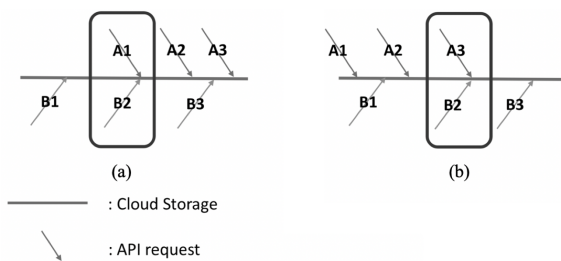 A1 A2 A3
B1 B2 B3
(a)
A1 A2 A3
B1 B2 B3
(b)
: Cloud Storage
: API request